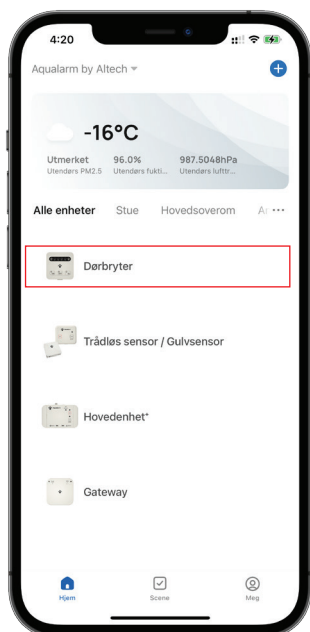 4:20
Aqualarm by Altech
-16°C
Utmerket 96.0% 987.5048hPa
Utendørs PM2.5 Utendørs fukti... Utendørs lufttr...
Alle enheter Stue Hovedsoverom
Dørbryter
Trådløs sensor / Gulvsensor
Hovedenhet*
Gateway
Hjem Scene Meg